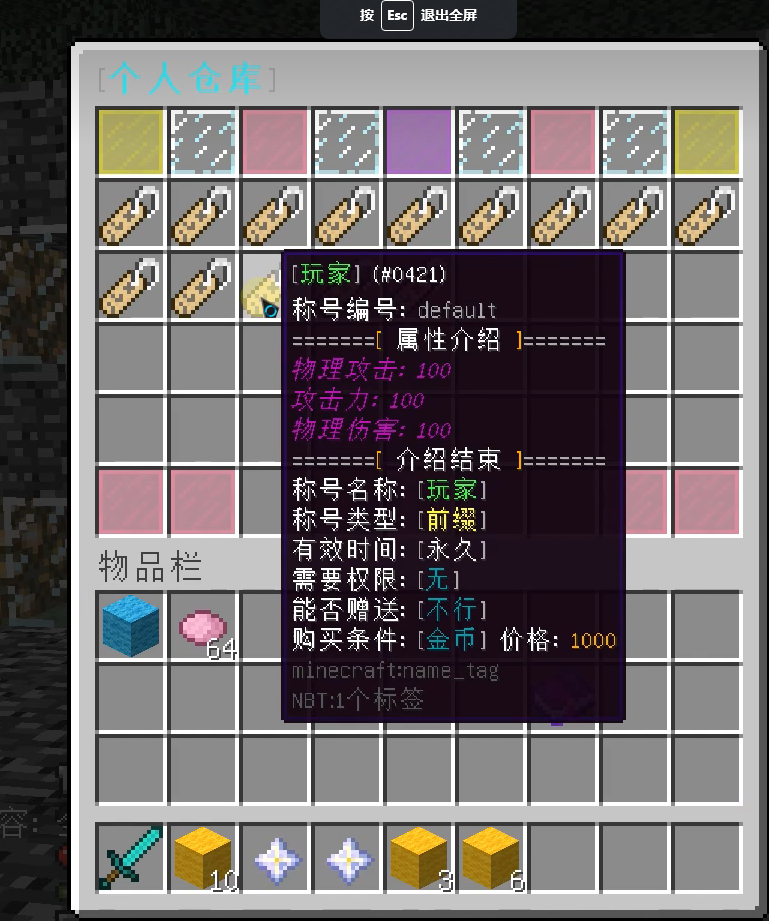 按 Esc 退出全屏
[个人仓库]
[玩家] (#0421)
称号编号: default
=======[ 属性介绍 ]=======
物理攻击: 100
攻击力: 100
物理伤害: 100
=======[ 介绍结束 ]=======
称号名称: [玩家]
称号类型: [前缀]
有效时间: [永久]
需要权限: [无]
能否赠送: [不行]
购买条件: [金币] 价格: 1000
minecraft:name_tag
NBT:1个标签
物品栏
64
容:
10 3 6